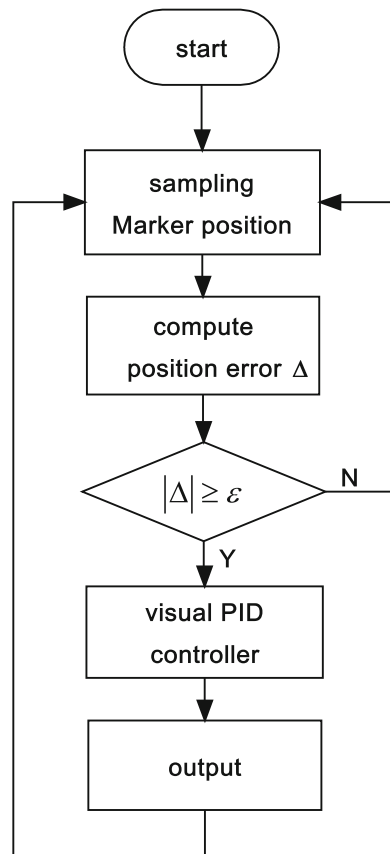 start
sampling
Marker position
compute
position error Δ
|Δ| ≥ ε
N
Y
visual PID
controller
output